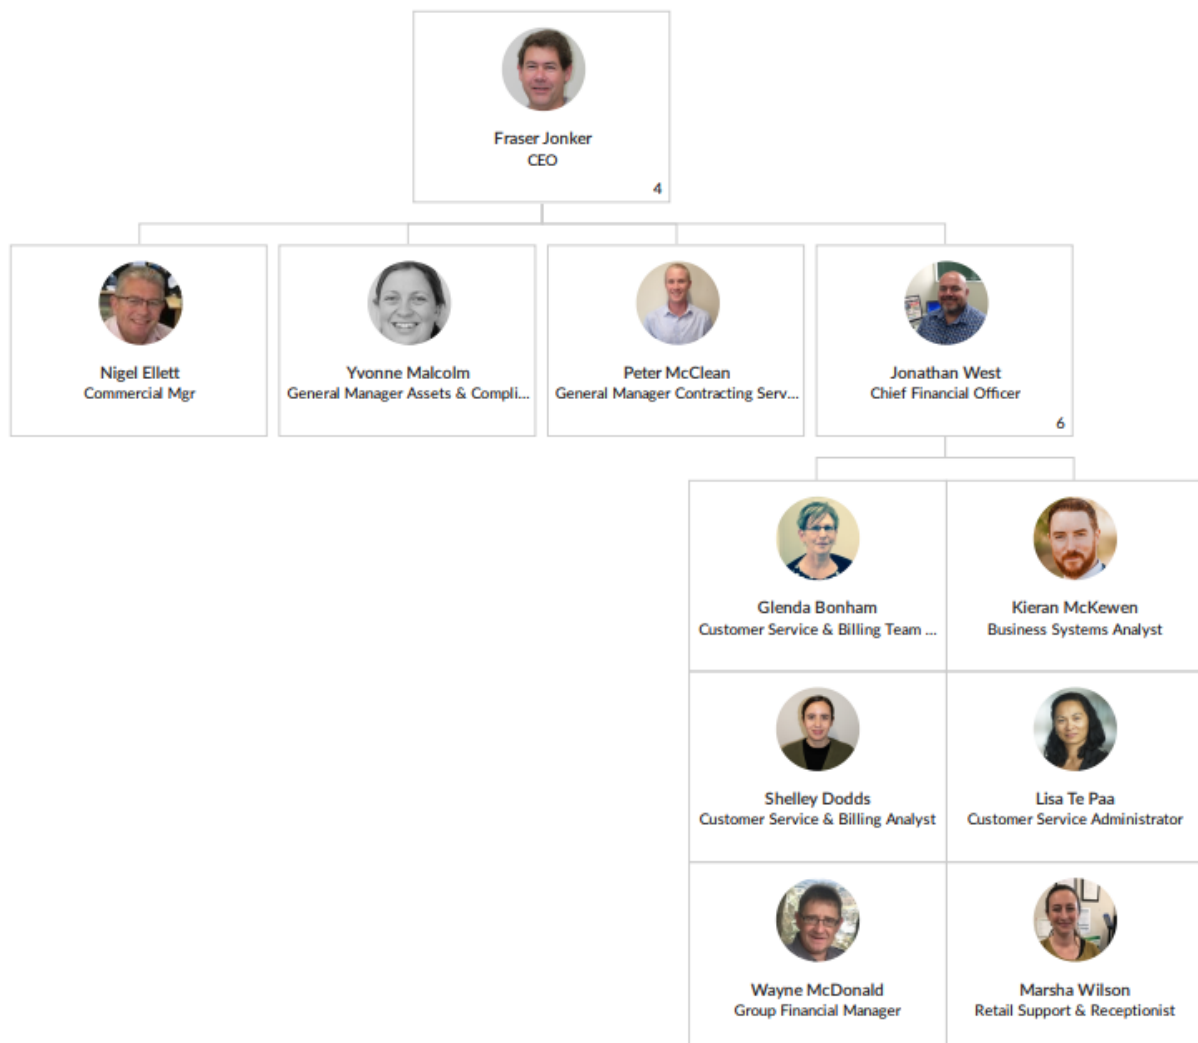 Fraser Jonker
CEO
4
Nigel Ellett
Commercial Mgr
Yvonne Malcolm
General Manager Assets & Compli...
Peter McClean
General Manager Contracting Serv...
Jonathan West
Chief Financial Officer
6
Glenda Bonham
Customer Service & Billing Team ...
Kieran McKewen
Business Systems Analyst
Shelley Dodds
Customer Service & Billing Analyst
Lisa Te Paa
Customer Service Administrator
Wayne McDonald
Group Financial Manager
Marsha Wilson
Retail Support & Receptionist